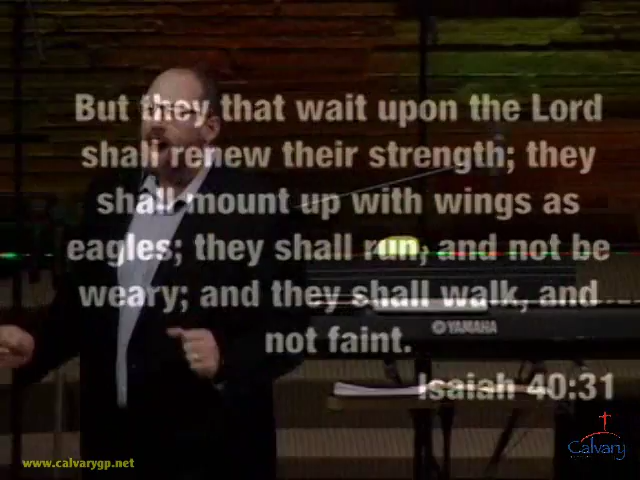 But they that wait upon the Lord
shall renew their strength; they
shall mount up with wings as
eagles; they shall run, and not be
weary; and they shall walk, and
not faint.
YAMAHA
Isaiah 40:31
Calvary
www.calvarygp.net